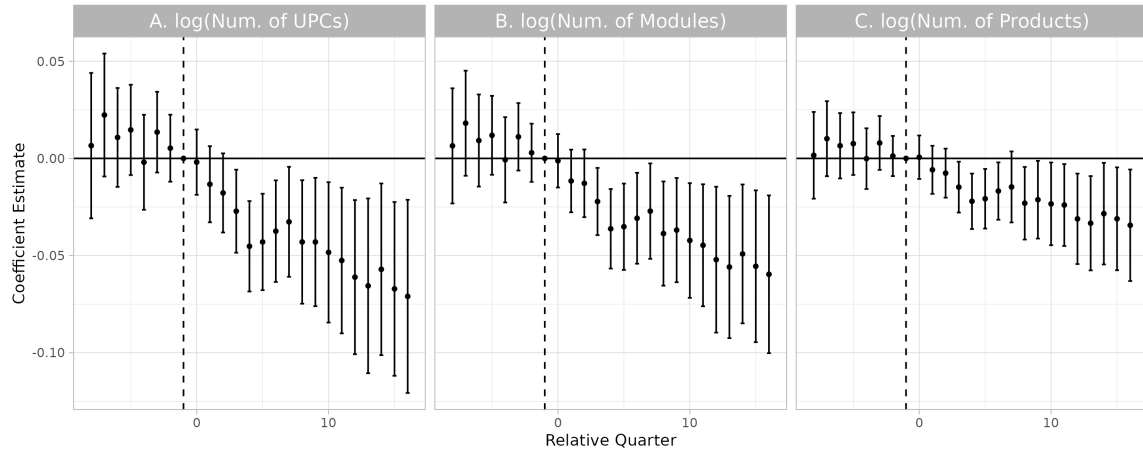 A. log(Num. of UPCs) B. log(Num. of Modules) C. log(Num. of Products)
0.05
0.00
-0.05
-0.10
Coefficient Estimate
0 10 0 10 0 10
Relative Quarter